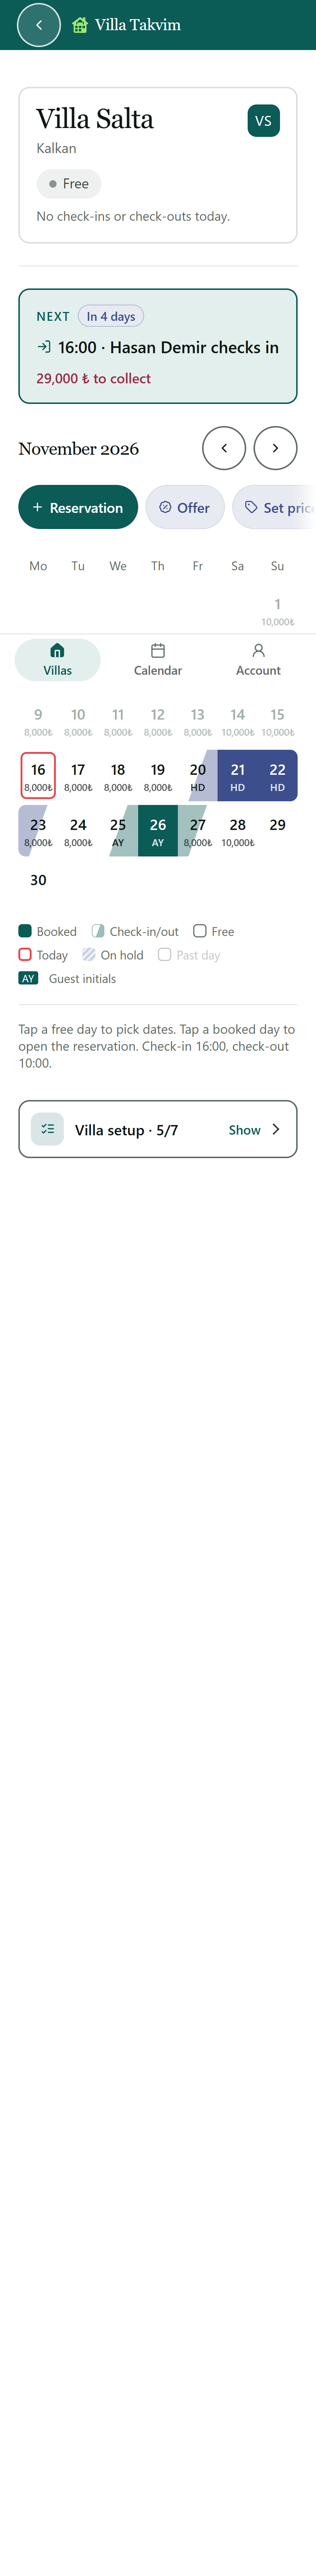 Villa Takvim
Villa Salta
VS
Kalkan
Free
No check-ins or check-outs today.
NEXT In 4 days
16:00 · Hasan Demir checks in
29,000 ₺ to collect
November 2026
+ Reservation Offer Set pric
Mo Tu We Th Fr Sa Su
1
10,000₺
Villas Calendar Account
9 10 11 12 13 14 15
8,000₺ 8,000₺ 8,000₺ 8,000₺ 8,000₺ 10,000₺ 10,000₺
16 17 18 19 20 21 22
8,000₺ 8,000₺ 8,000₺ 8,000₺ HD HD HD
23 24 25 26 27 28 29
8,000₺ 8,000₺ AY AY 8,000₺ 10,000₺
30
Booked Check-in/out Free
Today On hold Past day
AY Guest initials
Tap a free day to pick dates. Tap a booked day to
open the reservation. Check-in 16:00, check-out
10:00.
Villa setup · 5/7 Show